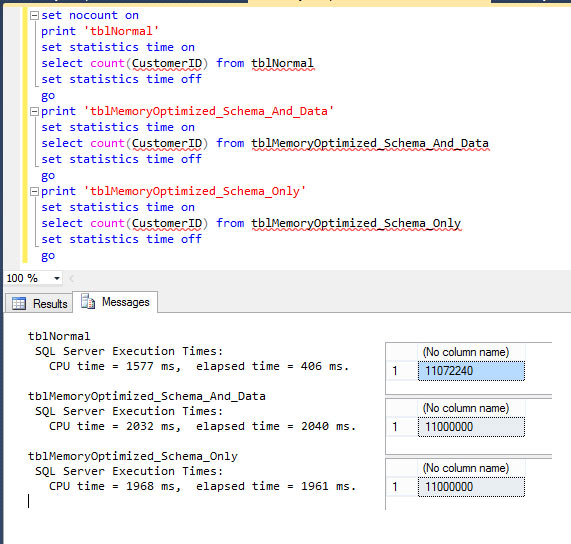 set nocount on
print 'tblNormal'
set statistics time on
select count(CustomerID) from tblNormal
set statistics time off
go
print 'tblMemoryOptimized_Schema_And_Data'
set statistics time on
select count(CustomerID) from tblMemoryOptimized_Schema_And_Data
set statistics time off
go
print 'tblMemoryOptimized_Schema_Only'
set statistics time on
select count(CustomerID) from tblMemoryOptimized_Schema_Only
set statistics time off
go
100 %
Results Messages
tblNormal
SQL Server Execution Times:
CPU time = 1577 ms, elapsed time = 406 ms.
(No column name)
1 11072240
tblMemoryOptimized_Schema_And_Data
SQL Server Execution Times:
CPU time = 2032 ms, elapsed time = 2040 ms.
(No column name)
1 11000000
tblMemoryOptimized_Schema_Only
SQL Server Execution Times:
CPU time = 1968 ms, elapsed time = 1961 ms.
(No column name)
1 11000000